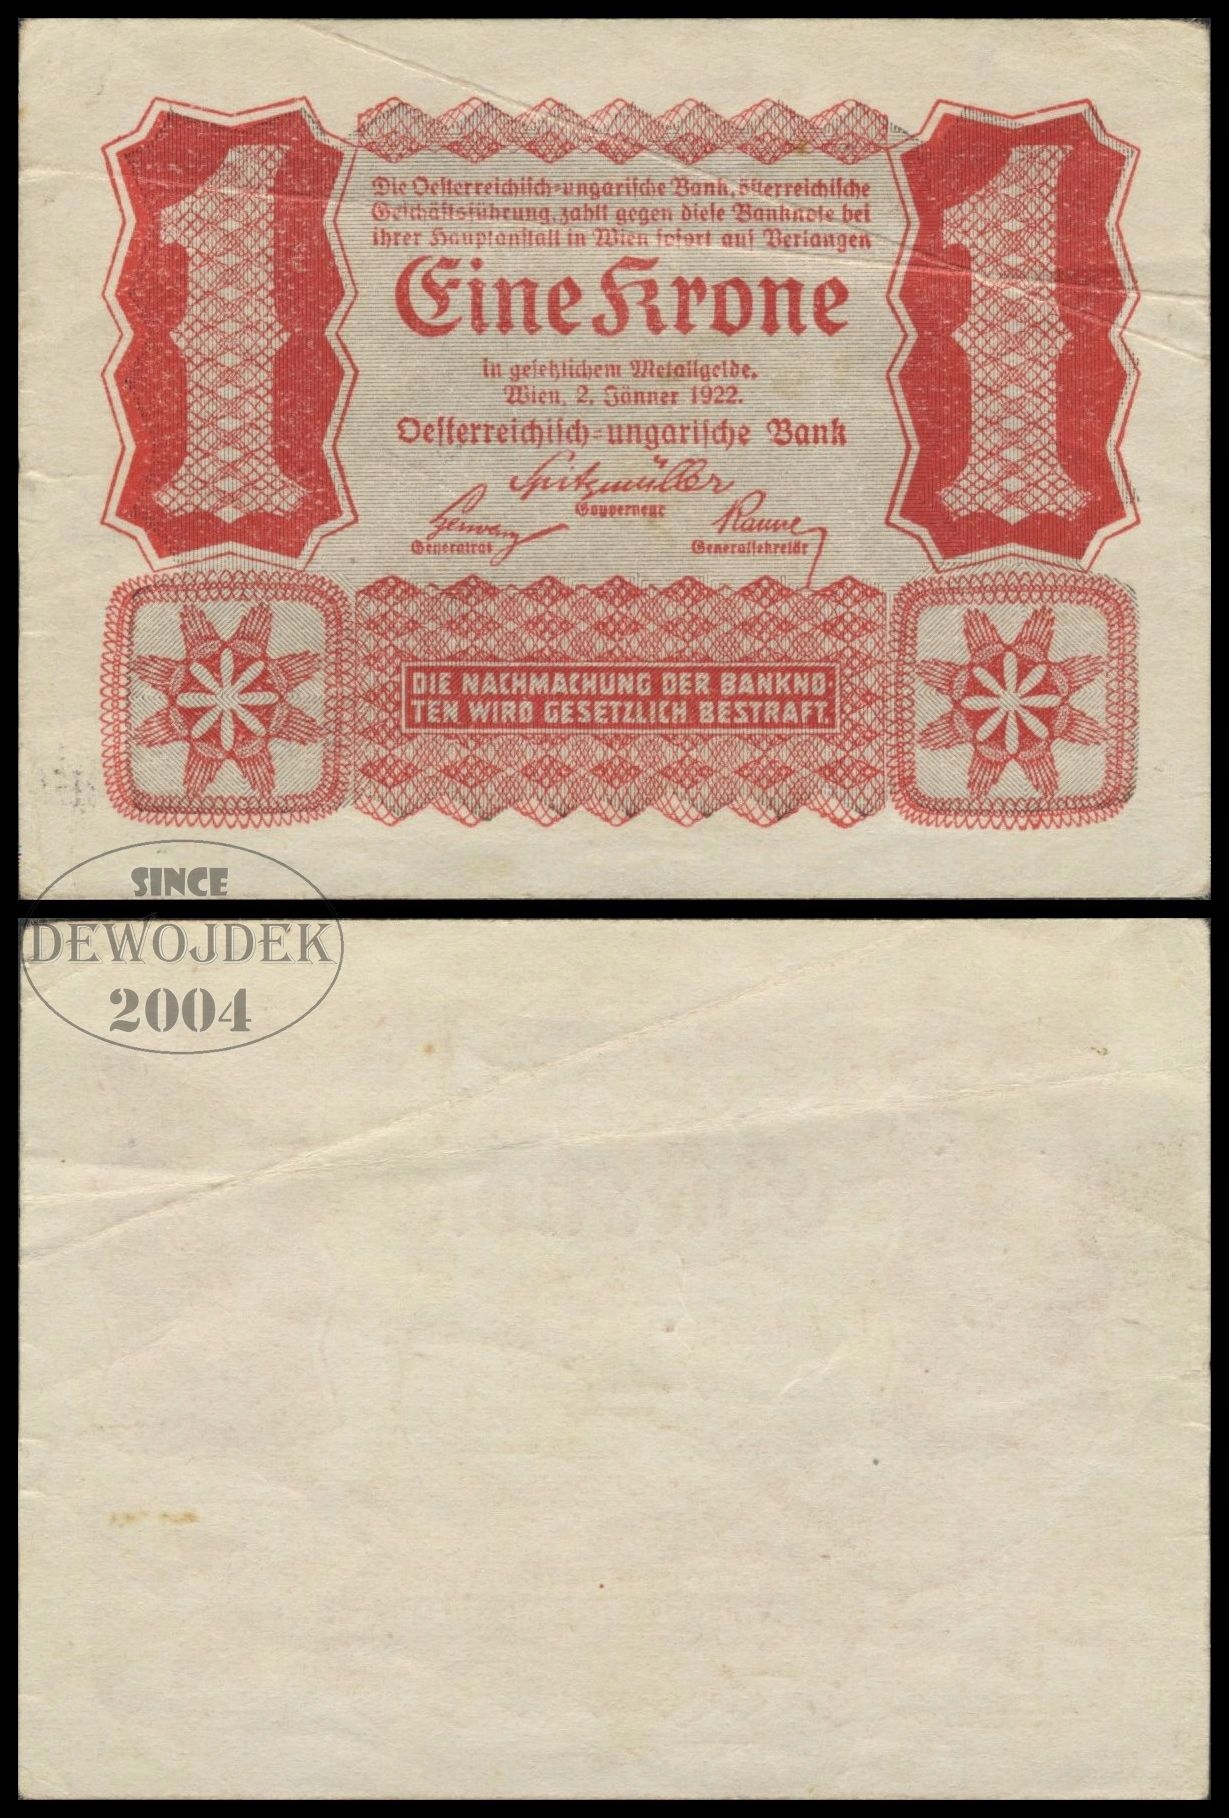 1
1
Die Oesterreichisch-ungarische Bank, österreichische
Geschäftsführung, zahlt gegen diese Banknote bei
ihrer Hauptanstalt in Wien sofort auf Verlangen
Eine Krone
in gesetzlichem Metallgelde.
Wien, 2. Jänner 1922.
Oesterreichisch-ungarische Bank
Spitzmüller
Gouverneur
Generalrat
Generalsekretär
DIE NACHMACHUNG DER BANKNO-
TEN WIRD GESETZLICH BESTRAFT.
SINCE
DEWOJDEK
2004